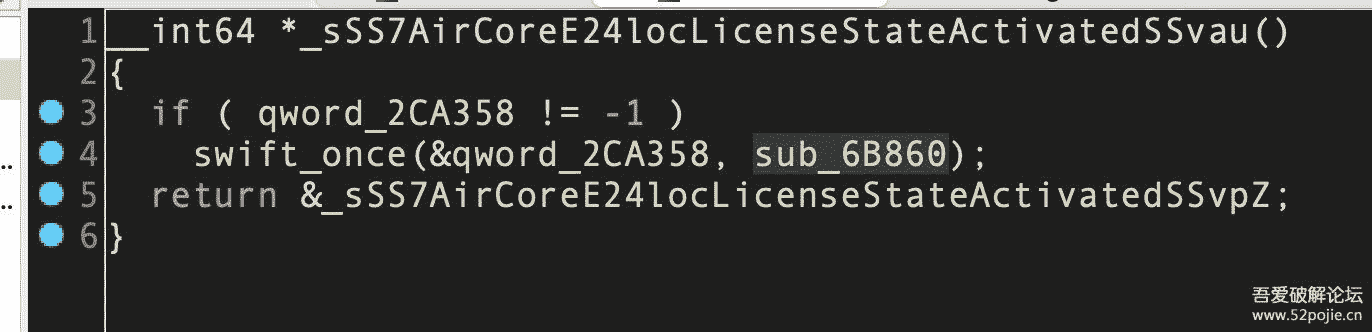 1 __int64 *_sSS7AirCoreE24locLicenseStateActivatedSSvau()
2 {
3   if ( qword_2CA358 != -1 )
4     swift_once(&qword_2CA358, sub_6B860);
5   return &_sSS7AirCoreE24locLicenseStateActivatedSSvpZ;
6 }
吾爱破解论坛
www.52pojie.cn